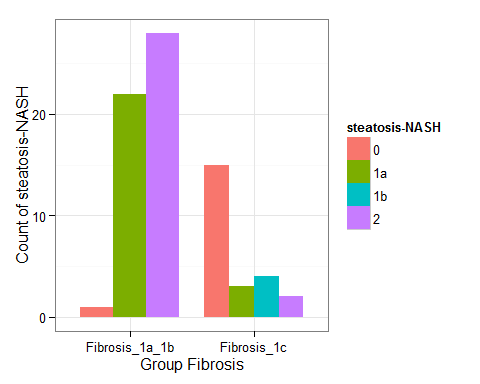 Count of steatosis-NASH
20
10
0
Fibrosis_1a_1b
Fibrosis_1c
Group Fibrosis
steatosis-NASH
0
1a
1b
2